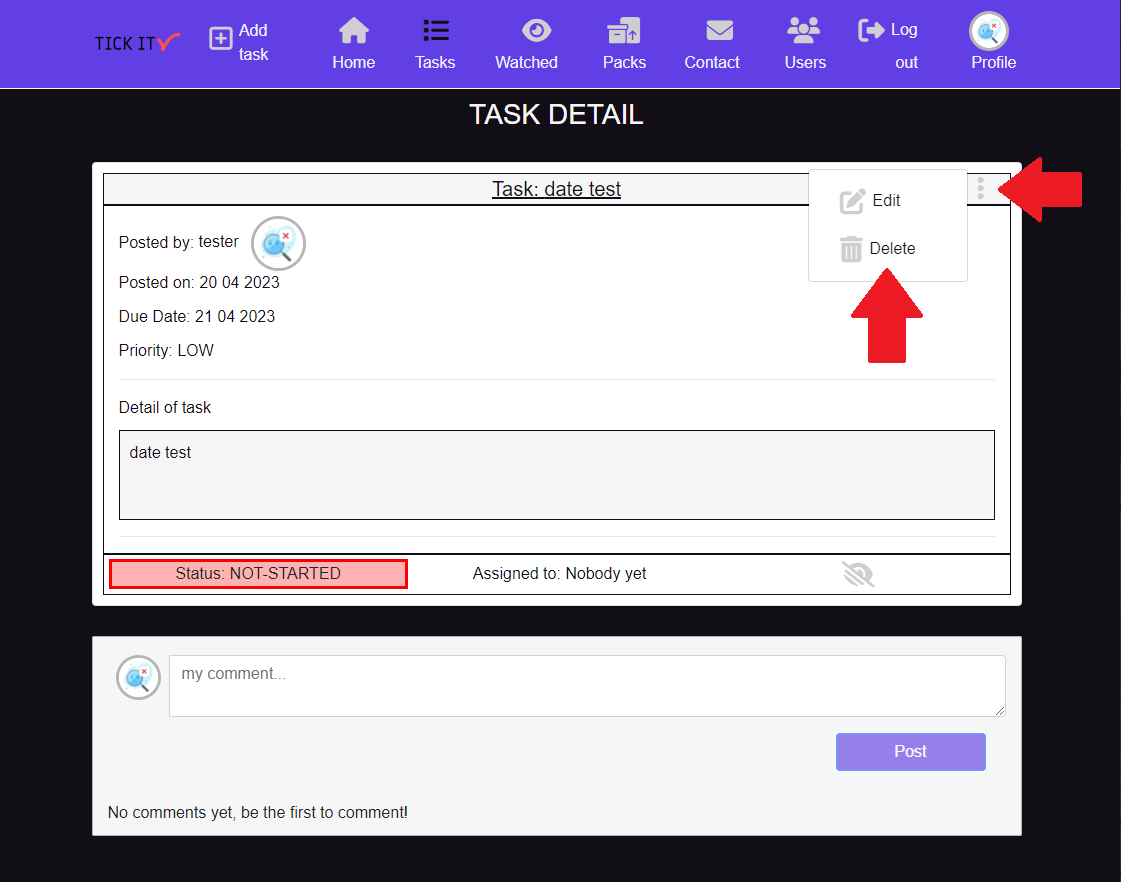 TICK IT
Add
task
Home
Tasks
Watched
Packs
Contact
Users
Log
out
Profile
TASK DETAIL
Task: date test
Edit
Delete
Posted by: tester
Posted on: 20 04 2023
Due Date: 21 04 2023
Priority: LOW
Detail of task
date test
Status: NOT-STARTED
Assigned to: Nobody yet
my comment...
Post
No comments yet, be the first to comment!